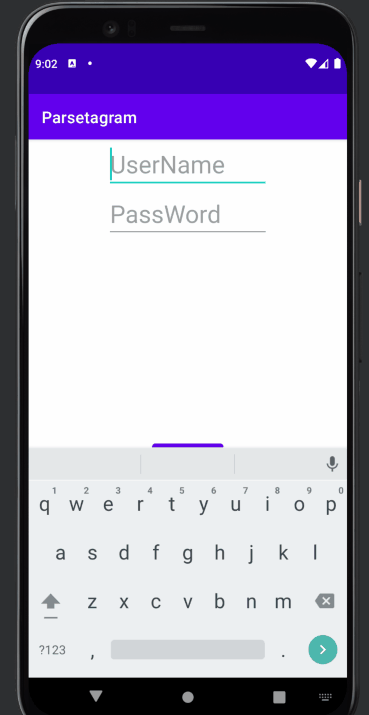 9:02
Parsetagram
UserName
PassWord
1 2 3 4 5 6 7 8 9 0
q w e r t y u i o p
a s d f g h j k l
z x c v b n m
?123 , .